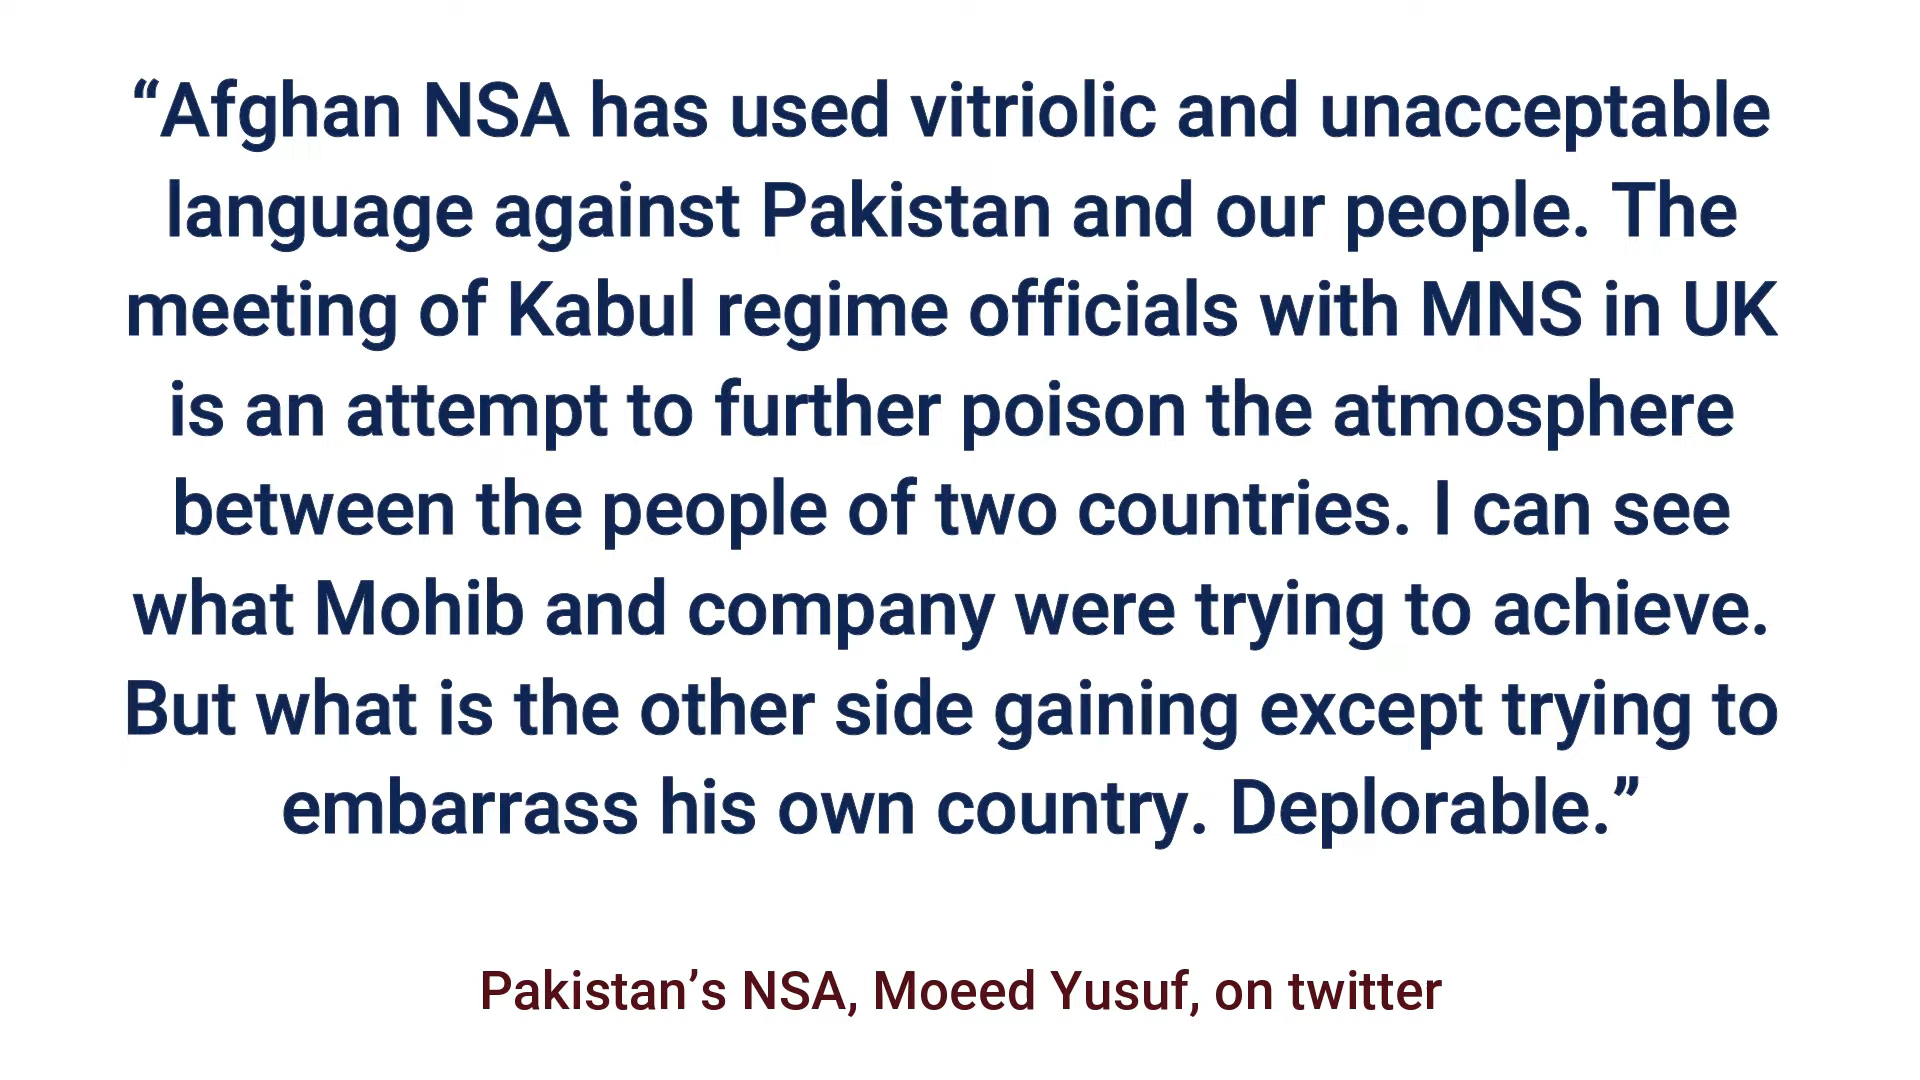 “Afghan NSA has used vitriolic and unacceptable
language against Pakistan and our people. The
meeting of Kabul regime officials with MNS in UK
is an attempt to further poison the atmosphere
between the people of two countries. I can see
what Mohib and company were trying to achieve.
But what is the other side gaining except trying to
embarrass his own country. Deplorable.”
Pakistan’s NSA, Moeed Yusuf, on twitter